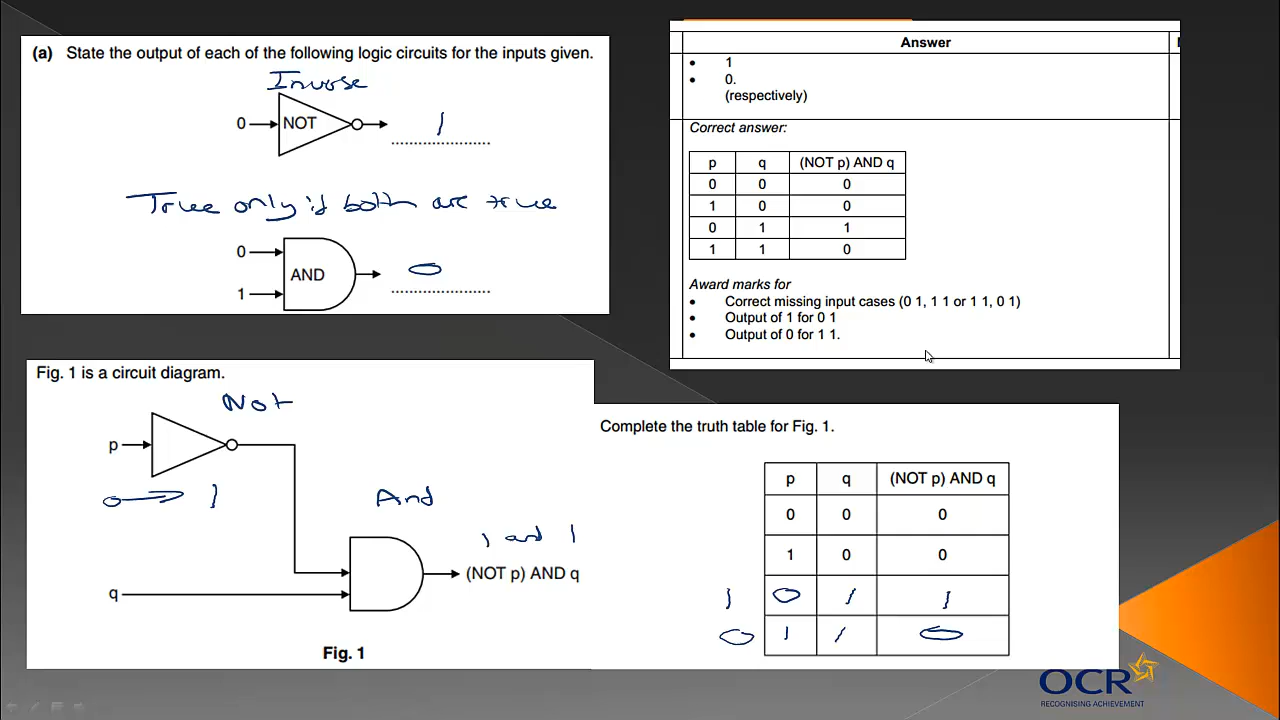 (a) State the output of each of the following logic circuits for the inputs given.
Inverse
0 NOT 1
........................
True only if both are true
0
AND 0
1 ........................
Answer
• 1
• 0.
(respectively)
Correct answer:
p q (NOT p) AND q
0 0 0
1 0 0
0 1 1
1 1 0
Award marks for
• Correct missing input cases (0 1, 1 1 or 1 1, 0 1)
• Output of 1 for 0 1
• Output of 0 for 1 1.
Fig. 1 is a circuit diagram.
Not
p
0 → 1
And
1 and 1
(NOT p) AND q
q
Fig. 1
Complete the truth table for Fig. 1.
p q (NOT p) AND q
0 0 0
1 0 0
1 0 1 1
0 1 1 0
OCR
RECOGNISING ACHIEVEMENT